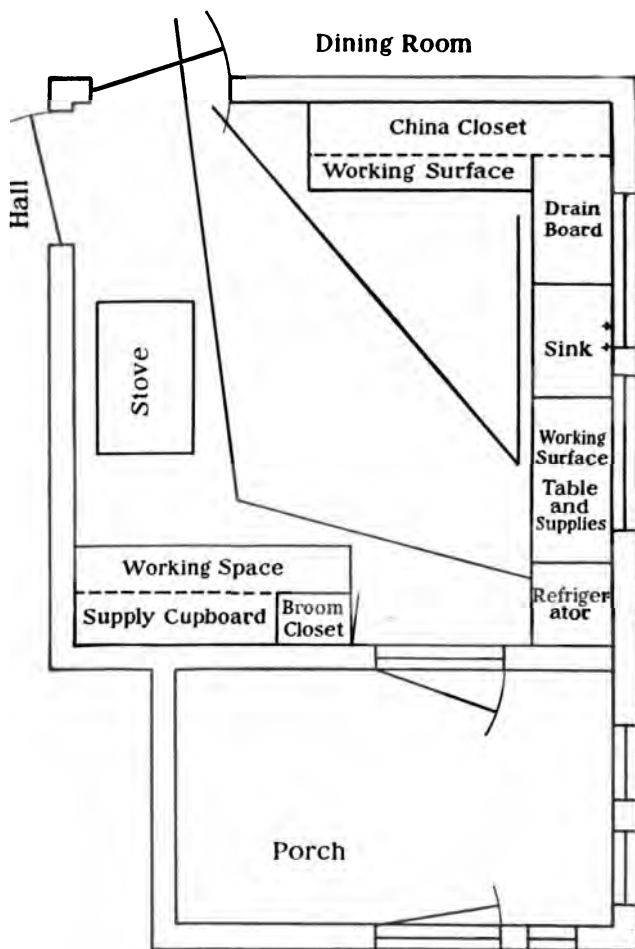 Dining Room
China Closet
Working Surface
Hall
Drain
Board
Sink
Stove
Working
Surface
Table
and
Supplies
Working Space
Supply Cupboard
Broom
Closet
Refriger
ator
Porch